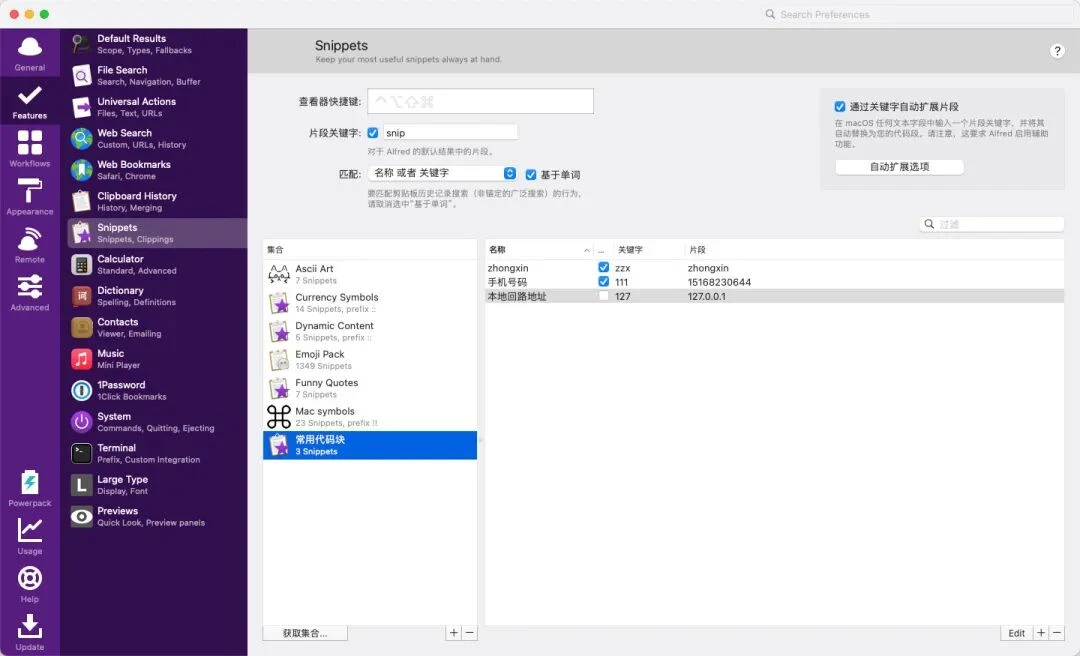 Search Preferences
General
Features
Workflows
Appearance
Remote
Advanced
Powerpack
Usage
Help
Update
Default Results
Scope, Types, Fallbacks
File Search
Search, Navigation, Buffer
Universal Actions
Files, Text, URLs
Web Search
Custom, URLs, History
Web Bookmarks
Safari, Chrome
Clipboard History
History, Merging
Snippets
Snippets, Clippings
Calculator
Standard, Advanced
Dictionary
Spelling, Definitions
Contacts
Viewer, Emailing
Music
Mini Player
1Password
1Click Bookmarks
System
Commands, Quitting, Ejecting
Terminal
Prefix, Custom Integration
Large Type
Display, Font
Previews
Quick Look, Preview panels
Snippets
Keep your most useful snippets always at hand.
?
查看器快捷键: ^⌥⇧⌘
片段关键字: snip
对于 Alfred 的默认结果中的片段。
匹配: 名称 或者 关键字 基于单词
要匹配剪贴板历史记录搜索（非锚定的广泛搜索）的行为，
请取消选中“基于单词”。
通过关键字自动扩展片段
在 macOS 任何文本字段中输入一个片段关键字，并将其
自动替换为您的代码段。请注意，这要求 Alfred 启用辅助
功能。
自动扩展选项
过滤
集合
Ascii Art
7 Snippets
Currency Symbols
14 Snippets, prefix ::
Dynamic Content
5 Snippets, prefix ::
Emoji Pack
1349 Snippets
Funny Quotes
7 Snippets
Mac symbols
23 Snippets, prefix !!
常用代码块
3 Snippets
名称 ... 关键字 片段
zhongxin zzx zhongxin
手机号码 111 15168230644
本地回路地址 127 127.0.0.1
获取集合... + −
Edit + −